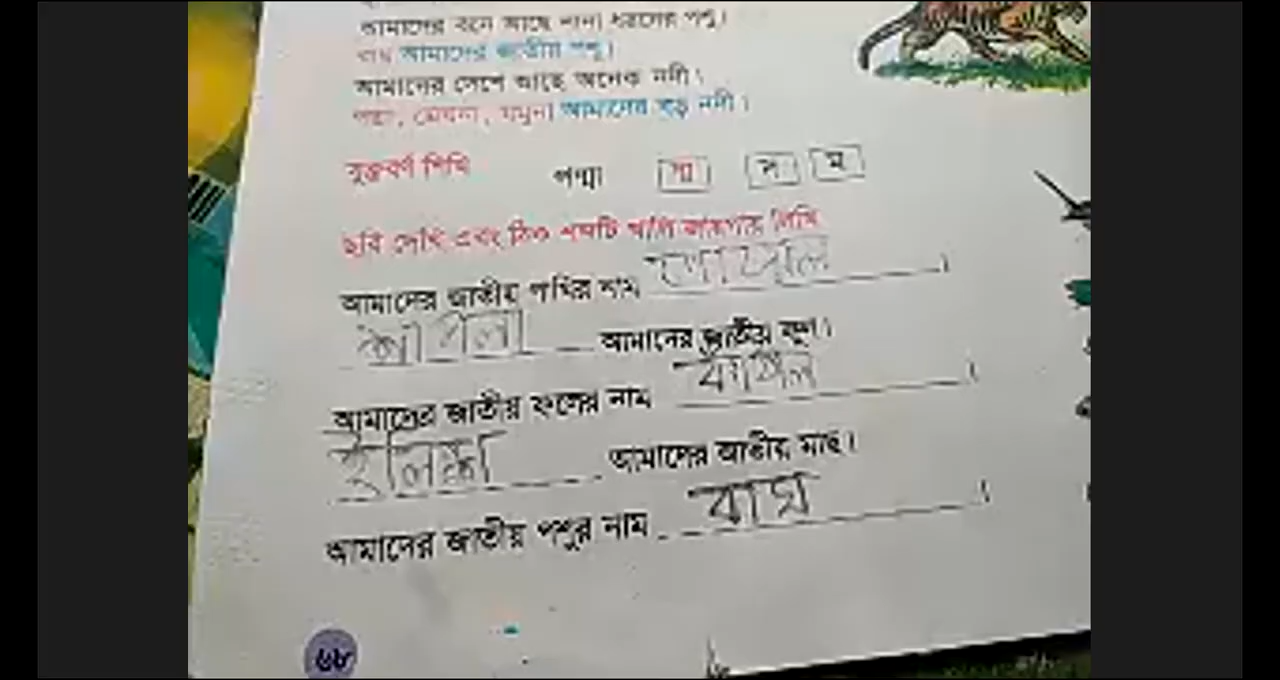 আমাদের বনে আছে নানা ধরনের পশু।
বাঘ আমাদের জাতীয় পশু।
আমাদের দেশে আছে অনেক নদী।
পদ্মা, মেঘনা, যমুনা আমাদের বড় নদী।
যুক্তবর্ণ শিখি পদ্মা দ্ম দ ম
ছবি দেখি এবং ঠিক শব্দটি খালি জায়গায় লিখি
আমাদের জাতীয় পাখির নাম দোয়েল।
শাপলা আমাদের জাতীয় ফুল।
আমাদের জাতীয় ফলের নাম কাঁঠাল।
ইলিশ আমাদের জাতীয় মাছ।
আমাদের জাতীয় পশুর নাম বাঘ।
৬৮